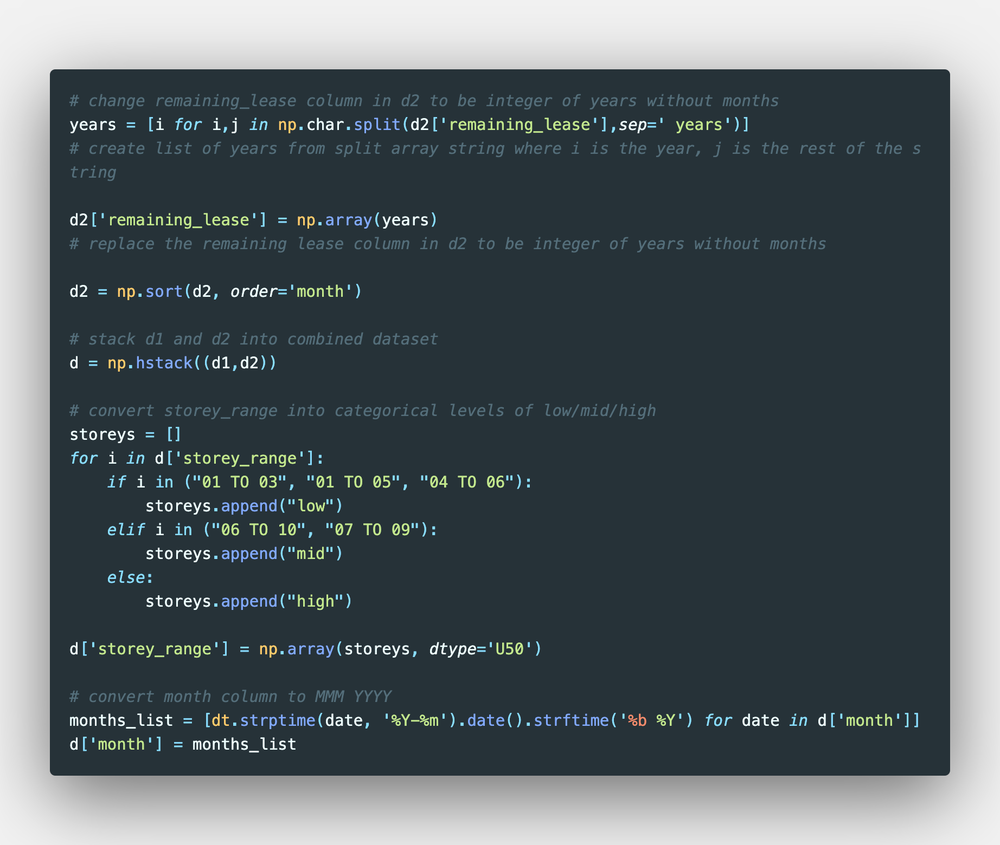 # change remaining_lease column in d2 to be integer of years without months
years = [i for i,j in np.char.split(d2['remaining_lease'],sep=' years')]
# create list of years from split array string where i is the year, j is the rest of the s
tring
d2['remaining_lease'] = np.array(years)
# replace the remaining lease column in d2 to be integer of years without months
d2 = np.sort(d2, order='month')
# stack d1 and d2 into combined dataset
d = np.hstack((d1,d2))
# convert storey_range into categorical levels of low/mid/high
storeys = []
for i in d['storey_range']:
    if i in ("01 TO 03", "01 TO 05", "04 TO 06"):
        storeys.append("low")
    elif i in ("06 TO 10", "07 TO 09"):
        storeys.append("mid")
    else:
        storeys.append("high")
d['storey_range'] = np.array(storeys, dtype='U50')
# convert month column to MMM YYYY
months_list = [dt.strptime(date, '%Y-%m').date().strftime('%b %Y') for date in d['month']]
d['month'] = months_list